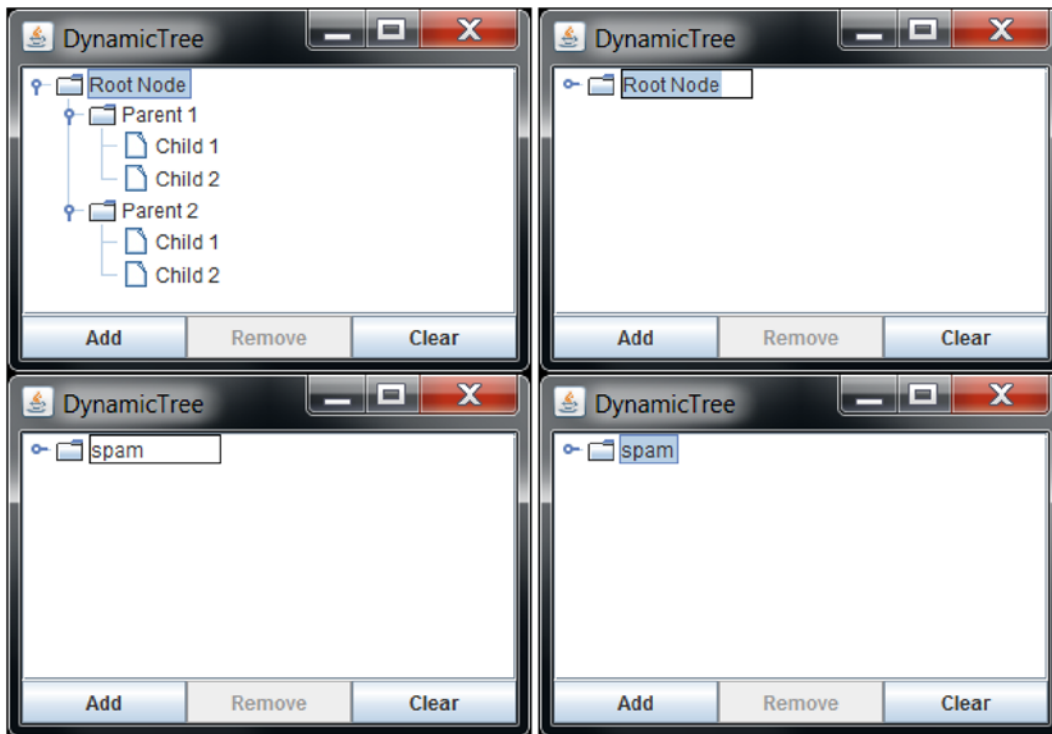 DynamicTree
Root Node
Parent 1
Child 1
Child 2
Parent 2
Child 1
Child 2
Add Remove Clear
DynamicTree
Root Node
Add Remove Clear
DynamicTree
spam
Add Remove Clear
DynamicTree
spam
Add Remove Clear